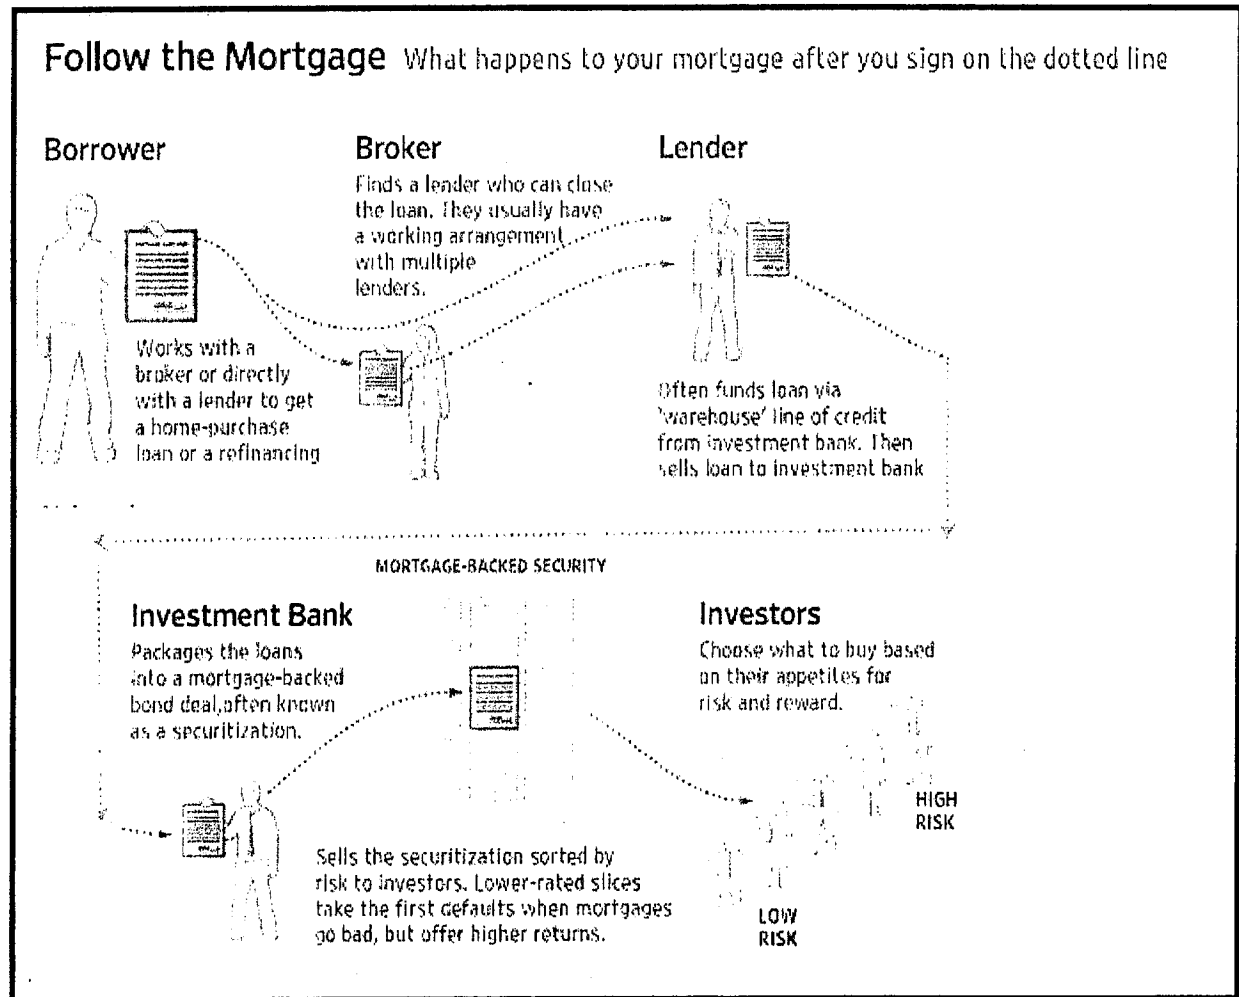 Follow the Mortgage What happens to your mortgage after you sign on the dotted line
Borrower
Works with a
broker or directly
with a lender to get
a home-purchase
loan or a refinancing
Broker
Finds a lender who can close
the loan. They usually have
a working arrangement
with multiple
lenders.
Lender
Often funds loan via
'warehouse' line of credit
from investment bank. Then
sells loan to investment bank
MORTGAGE-BACKED SECURITY
Investment Bank
Packages the loans
into a mortgage-backed
bond deal,often known
as a securitization.
Sells the securitization sorted by
risk to investors. Lower-rated slices
take the first defaults when mortgages
go bad, but offer higher returns.
Investors
Choose what to buy based
on their appetites for
risk and reward.
HIGH
RISK
LOW
RISK